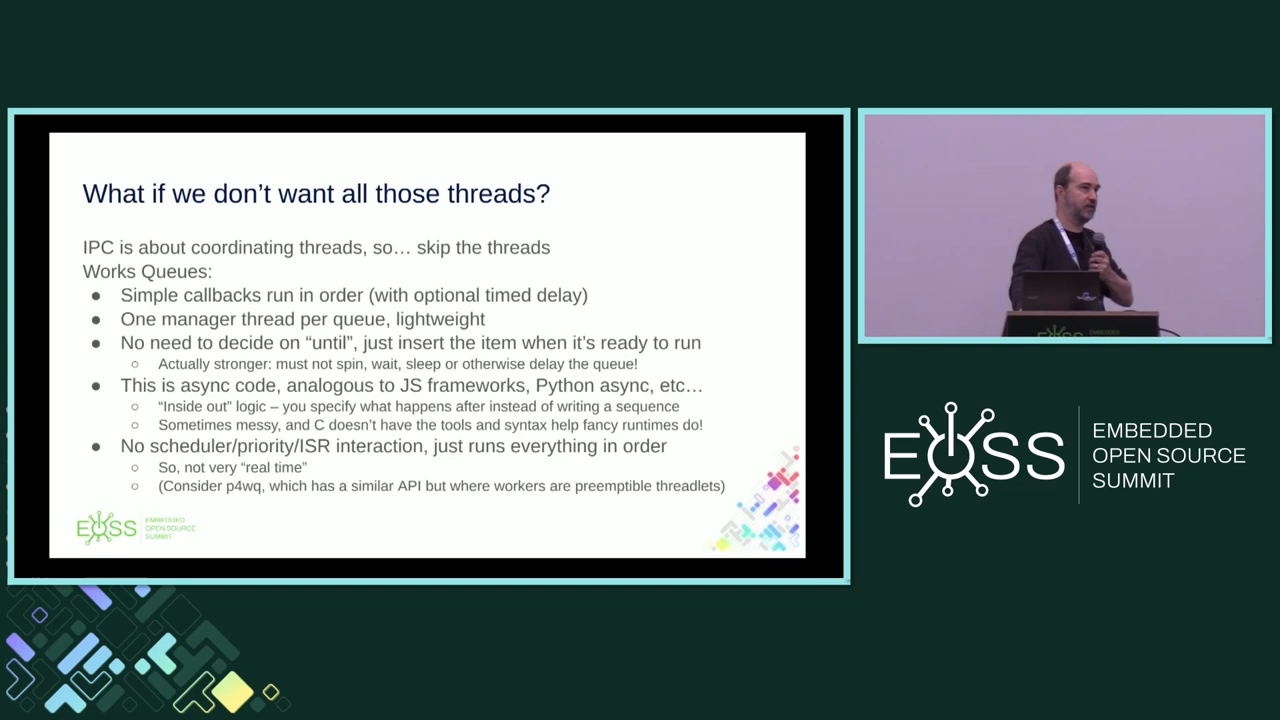 What if we don’t want all those threads?
IPC is about coordinating threads, so… skip the threads
Works Queues:
● Simple callbacks run in order (with optional timed delay)
● One manager thread per queue, lightweight
● No need to decide on “until”, just insert the item when it’s ready to run
○ Actually stronger: must not spin, wait, sleep or otherwise delay the queue!
● This is async code, analogous to JS frameworks, Python async, etc…
○ “Inside out” logic – you specify what happens after instead of writing a sequence
○ Sometimes messy, and C doesn’t have the tools and syntax help fancy runtimes do!
● No scheduler/priority/ISR interaction, just runs everything in order
○ So, not very “real time”
○ (Consider p4wq, which has a similar API but where workers are preemptible threadlets)
EOSS
EMBEDDED
OPEN SOURCE
SUMMIT
EOSS
EMBEDDED
OPEN SOURCE
SUMMIT